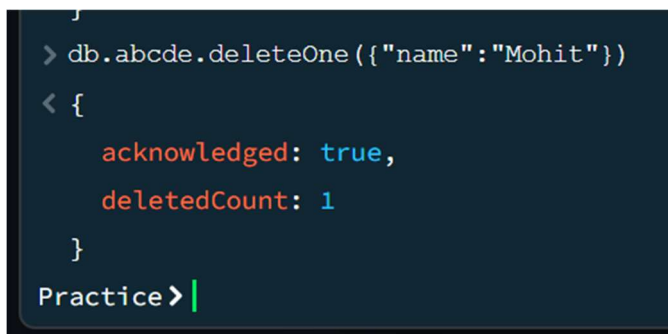 }
> db.abcde.deleteOne({"name":"Mohit"})
< {
acknowledged: true,
deletedCount: 1
}
Practice>